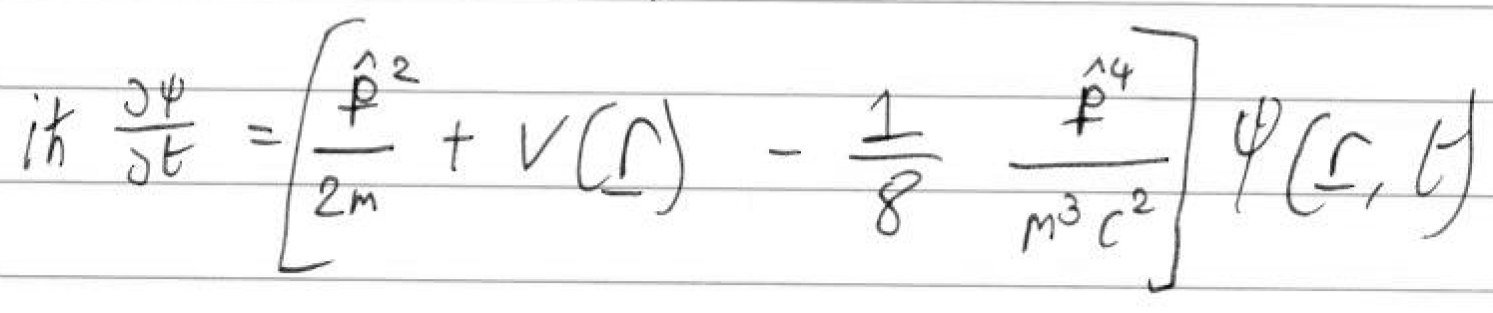 iħ ∂ψ/∂t = [p̂²/2m + V(r̲) - 1/8 p̂⁴/m³c²] ψ(r̲, t)